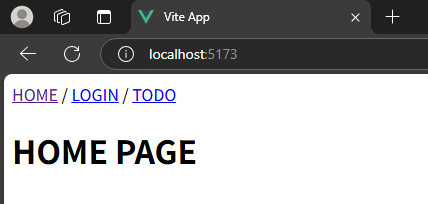 Vite App
localhost:5173
HOME / LOGIN / TODO
HOME PAGE